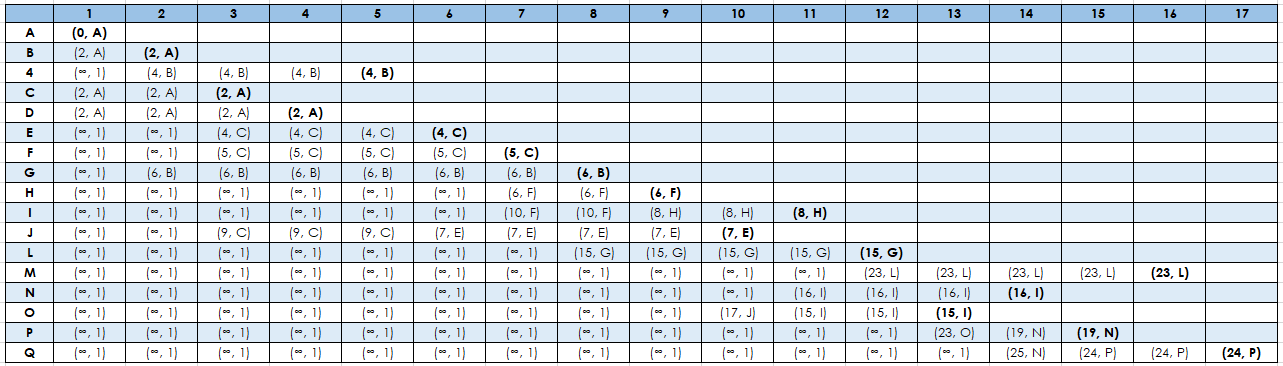 1 2 3 4 5 6 7 8 9 10 11 12 13 14 15 16 17
A (0, A)
B (2, A) (2, A)
4 (∞, 1) (4, B) (4, B) (4, B) (4, B)
C (2, A) (2, A) (2, A)
D (2, A) (2, A) (2, A) (2, A)
E (∞, 1) (∞, 1) (4, C) (4, C) (4, C) (4, C)
F (∞, 1) (∞, 1) (5, C) (5, C) (5, C) (5, C) (5, C)
G (∞, 1) (6, B) (6, B) (6, B) (6, B) (6, B) (6, B) (6, B)
H (∞, 1) (∞, 1) (∞, 1) (∞, 1) (∞, 1) (∞, 1) (6, F) (6, F) (6, F)
I (∞, 1) (∞, 1) (∞, 1) (∞, 1) (∞, 1) (∞, 1) (10, F) (10, F) (8, H) (8, H) (8, H)
J (∞, 1) (∞, 1) (9, C) (9, C) (9, C) (7, E) (7, E) (7, E) (7, E) (7, E)
L (∞, 1) (∞, 1) (∞, 1) (∞, 1) (∞, 1) (∞, 1) (∞, 1) (15, G) (15, G) (15, G) (15, G) (15, G)
M (∞, 1) (∞, 1) (∞, 1) (∞, 1) (∞, 1) (∞, 1) (∞, 1) (∞, 1) (∞, 1) (∞, 1) (∞, 1) (23, L) (23, L) (23, L) (23, L) (23, L)
N (∞, 1) (∞, 1) (∞, 1) (∞, 1) (∞, 1) (∞, 1) (∞, 1) (∞, 1) (∞, 1) (∞, 1) (16, I) (16, I) (16, I) (16, I)
O (∞, 1) (∞, 1) (∞, 1) (∞, 1) (∞, 1) (∞, 1) (∞, 1) (∞, 1) (∞, 1) (17, J) (15, I) (15, I) (15, I)
P (∞, 1) (∞, 1) (∞, 1) (∞, 1) (∞, 1) (∞, 1) (∞, 1) (∞, 1) (∞, 1) (∞, 1) (∞, 1) (∞, 1) (23, O) (19, N) (19, N)
Q (∞, 1) (∞, 1) (∞, 1) (∞, 1) (∞, 1) (∞, 1) (∞, 1) (∞, 1) (∞, 1) (∞, 1) (∞, 1) (∞, 1) (∞, 1) (25, N) (24, P) (24, P) (24, P)